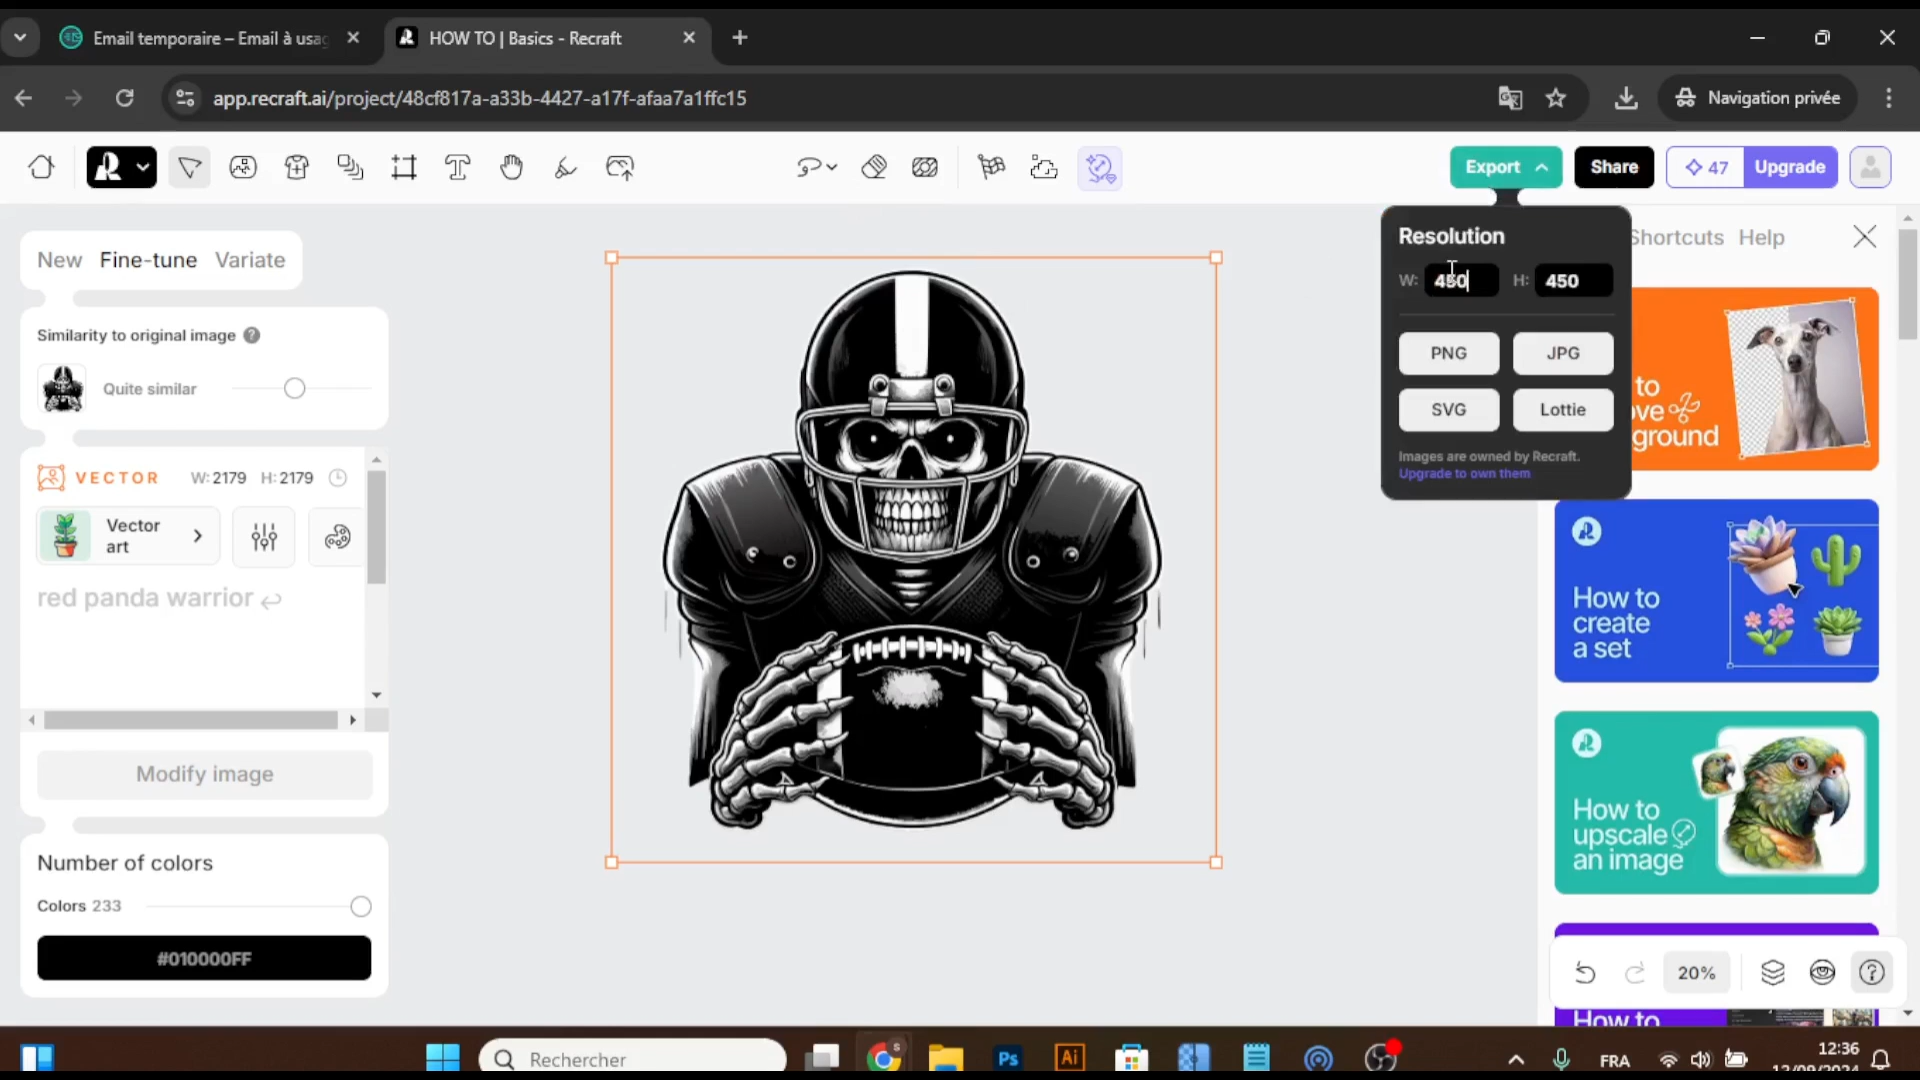 Email temporaire – Email à usag
HOW TO | Basics - Recraft
app.recraft.ai/project/48cf817a-a33b-4427-a17f-afaa7a1ffc15
Navigation privée
Export
Share
47
Upgrade
New Fine-tune Variate
Resolution
W: 450 H: 450
PNG JPG
SVG Lottie
Images are owned by Recraft.
Upgrade to own them
Shortcuts Help
Similarity to original image ?
Quite similar
VECTOR W: 2179 H: 2179
Vector
art
red panda warrior
Modify image
Number of colors
Colors 233
#010000FF
to
ve
ground
How to
create
a set
How to
upscale
an image
How to
20%
Rechercher
Ps
Ai
FRA
12:36